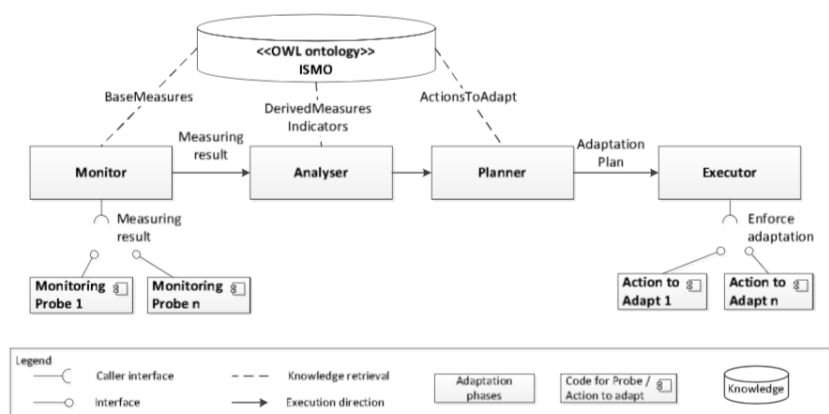 <<OWL ontology>>
ISMO
BaseMeasures
DerivedMeasures
Indicators
ActionsToAdapt
Measuring
result
Adaptation
Plan
Monitor
Analyser
Planner
Executor
Measuring
result
Enforce
adaptation
Monitoring
Probe 1
Monitoring
Probe n
Action to
Adapt 1
Action to
Adapt n
Legend
Caller interface
Knowledge retrieval
Interface
Execution direction
Adaptation
phases
Code for Probe /
Action to adapt
Knowledge